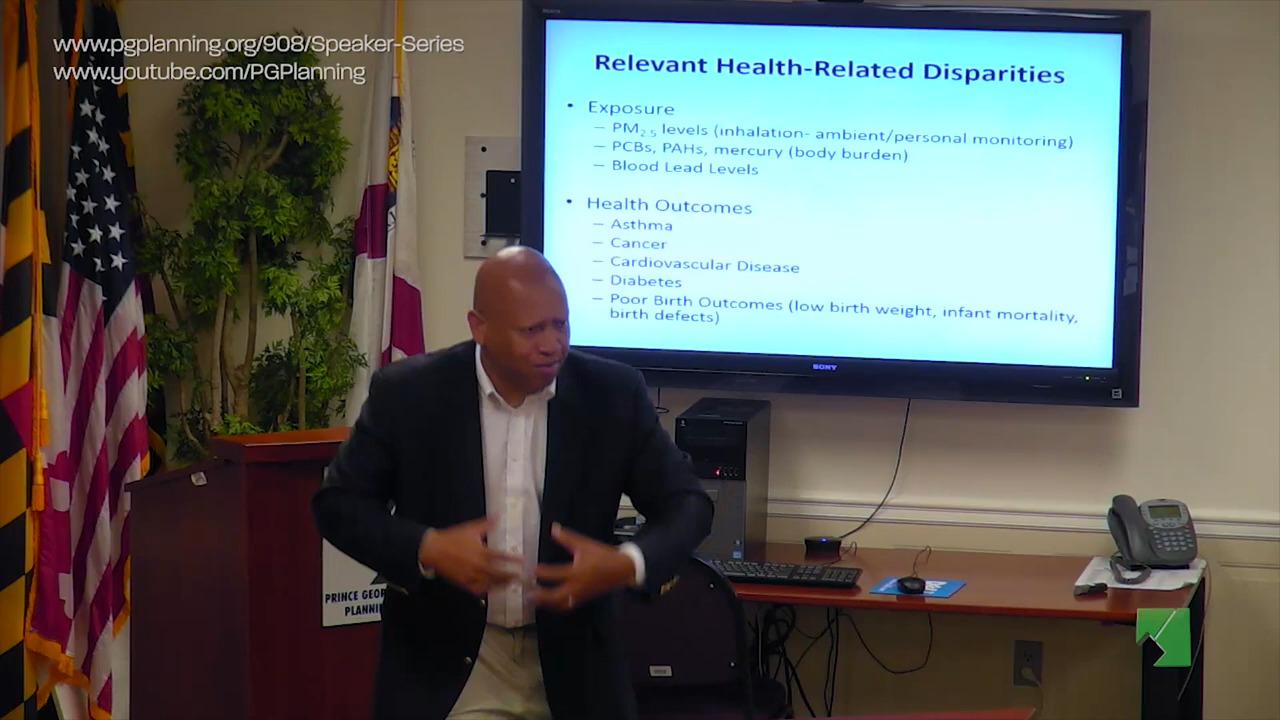 www.pgplanning.org/908/Speaker-Series
www.youtube.com/PGPlanning
Relevant Health-Related Disparities
• Exposure
– PM2.5 levels (inhalation- ambient/personal monitoring)
– PCBs, PAHs, mercury (body burden)
– Blood Lead Levels
• Health Outcomes
– Asthma
– Cancer
– Cardiovascular Disease
– Diabetes
– Poor Birth Outcomes (low birth weight, infant mortality,
birth defects)
SONY
PRINCE GEOR
PLANNIN